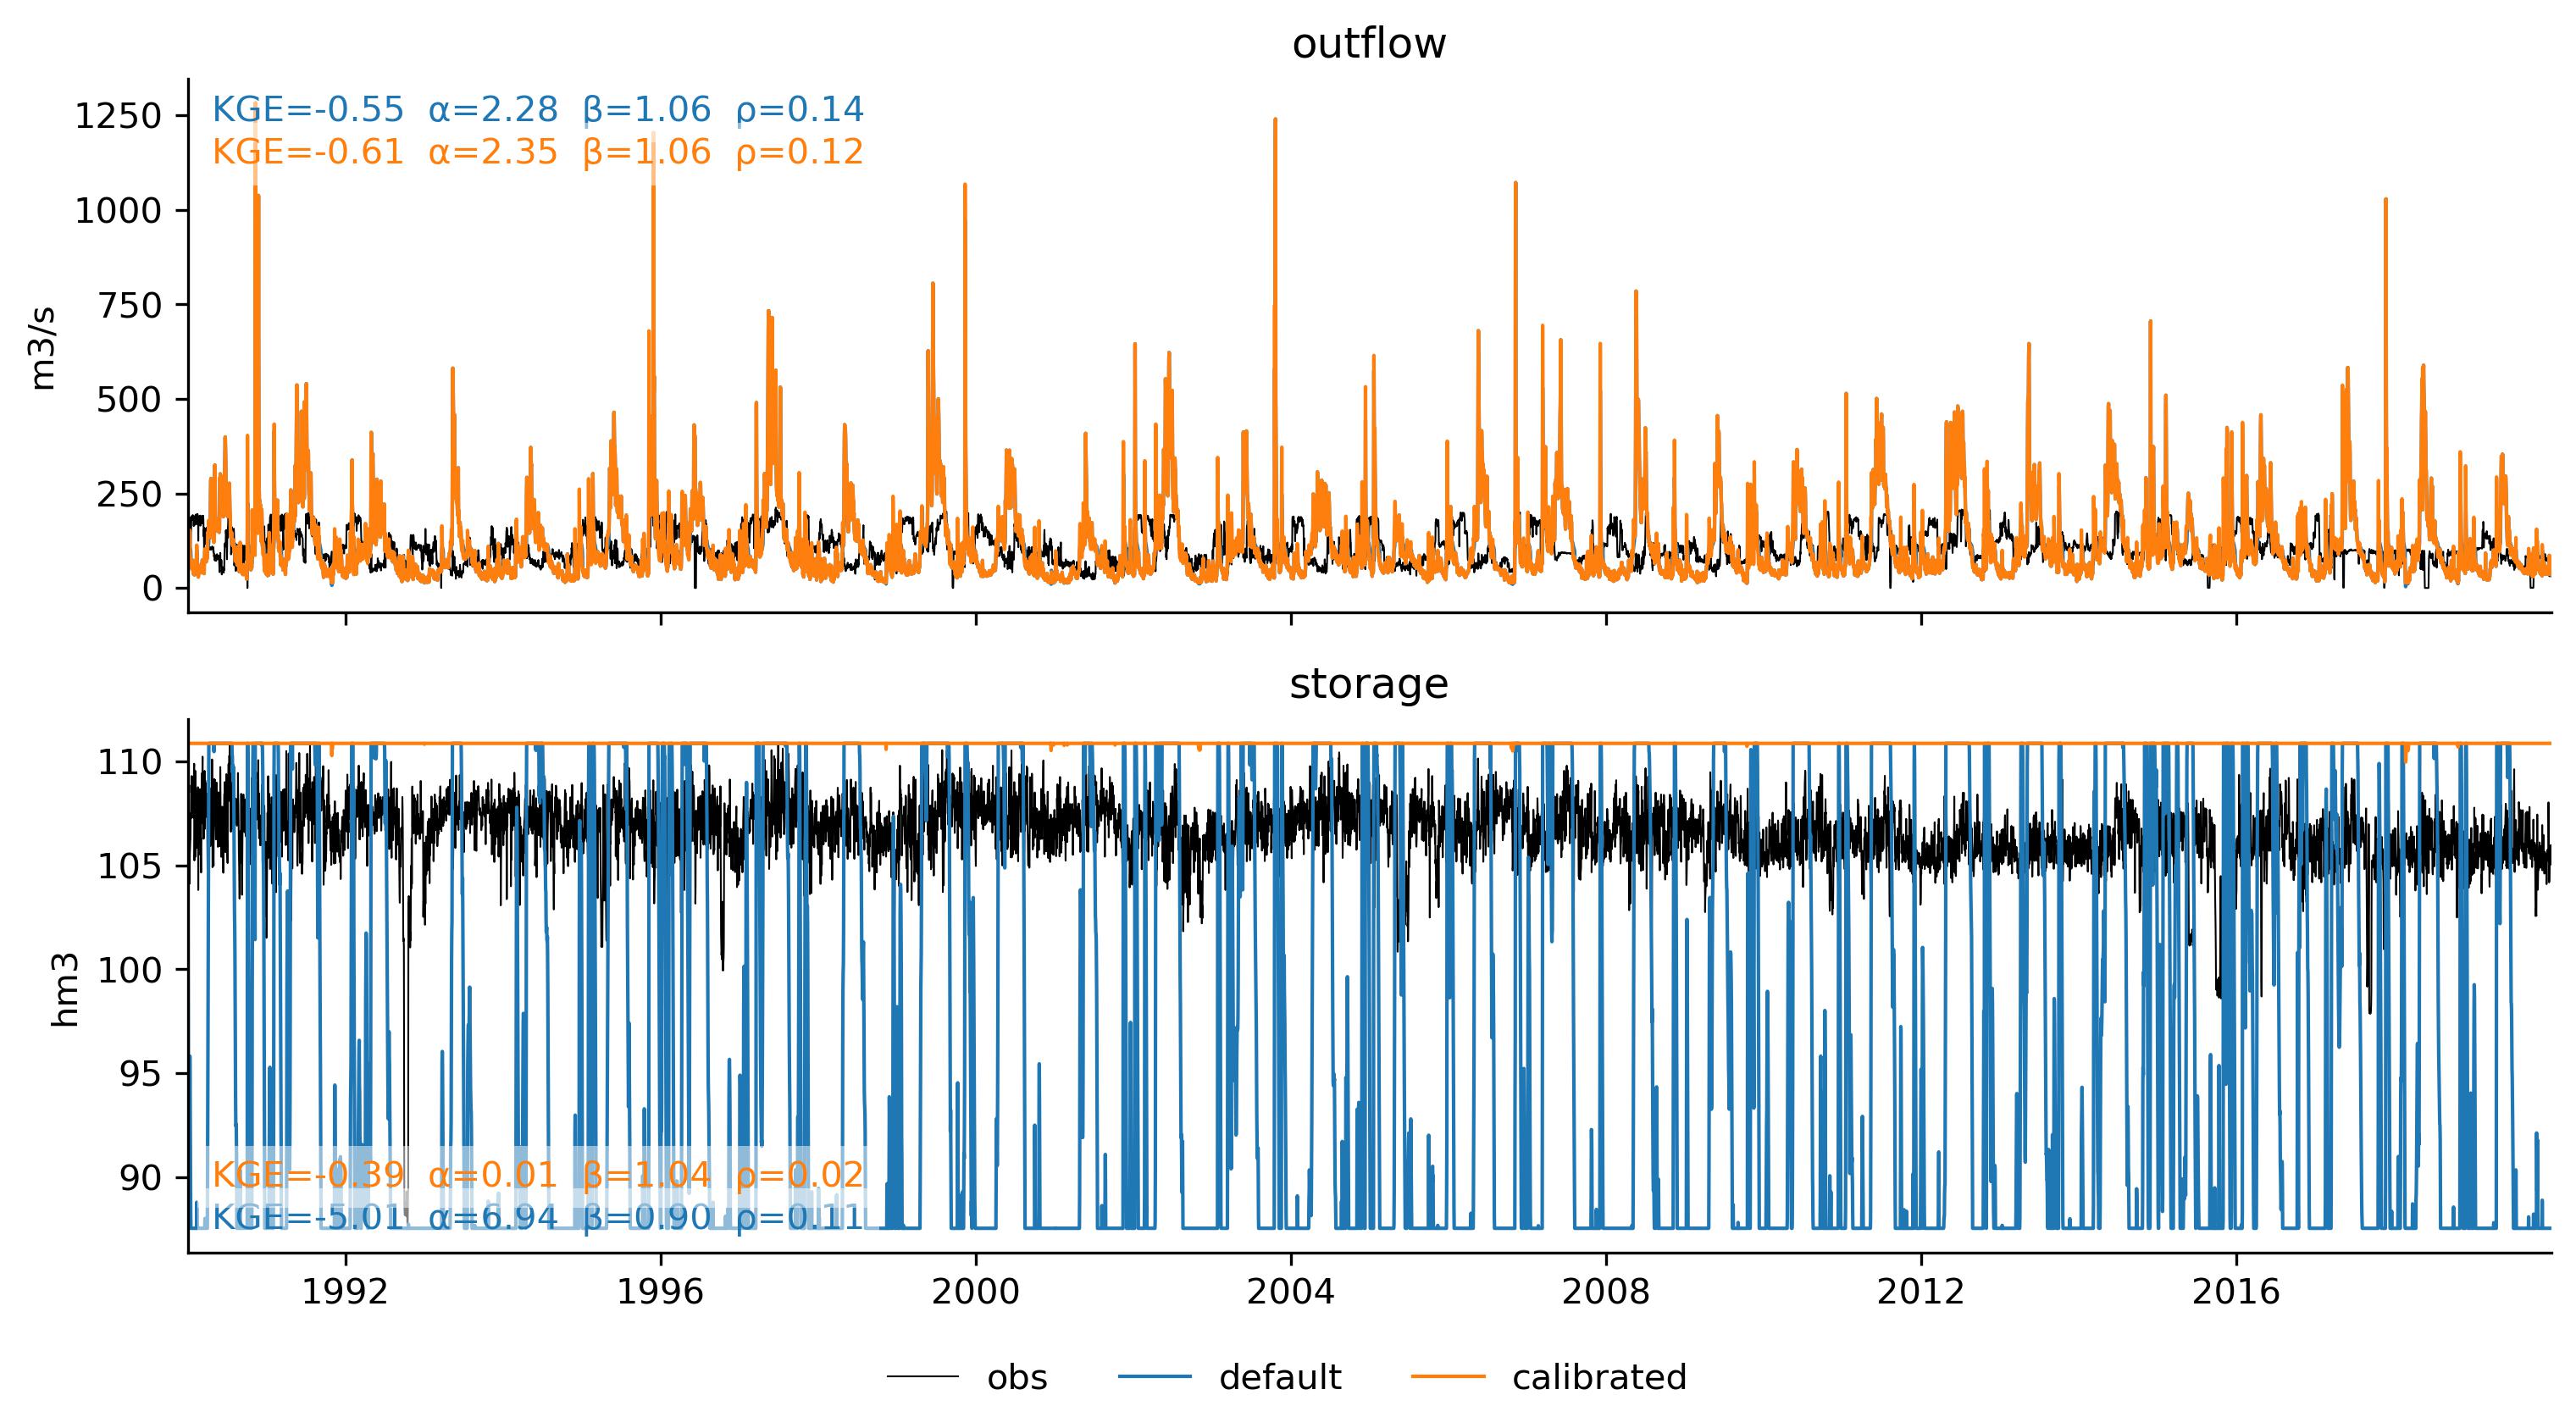 outflow
KGE=-0.55 α=2.28 β=1.06 ρ=0.14
KGE=-0.61 α=2.35 β=1.06 ρ=0.12
1250
1000
750
500
250
0
m3/s
storage
110
105
100
95
90
hm3
KGE=-0.39 α=0.01 β=1.04 ρ=0.02
KGE=-5.01 α=6.94 β=0.90 ρ=0.11
1992 1996 2000 2004 2008 2012 2016
obs default calibrated